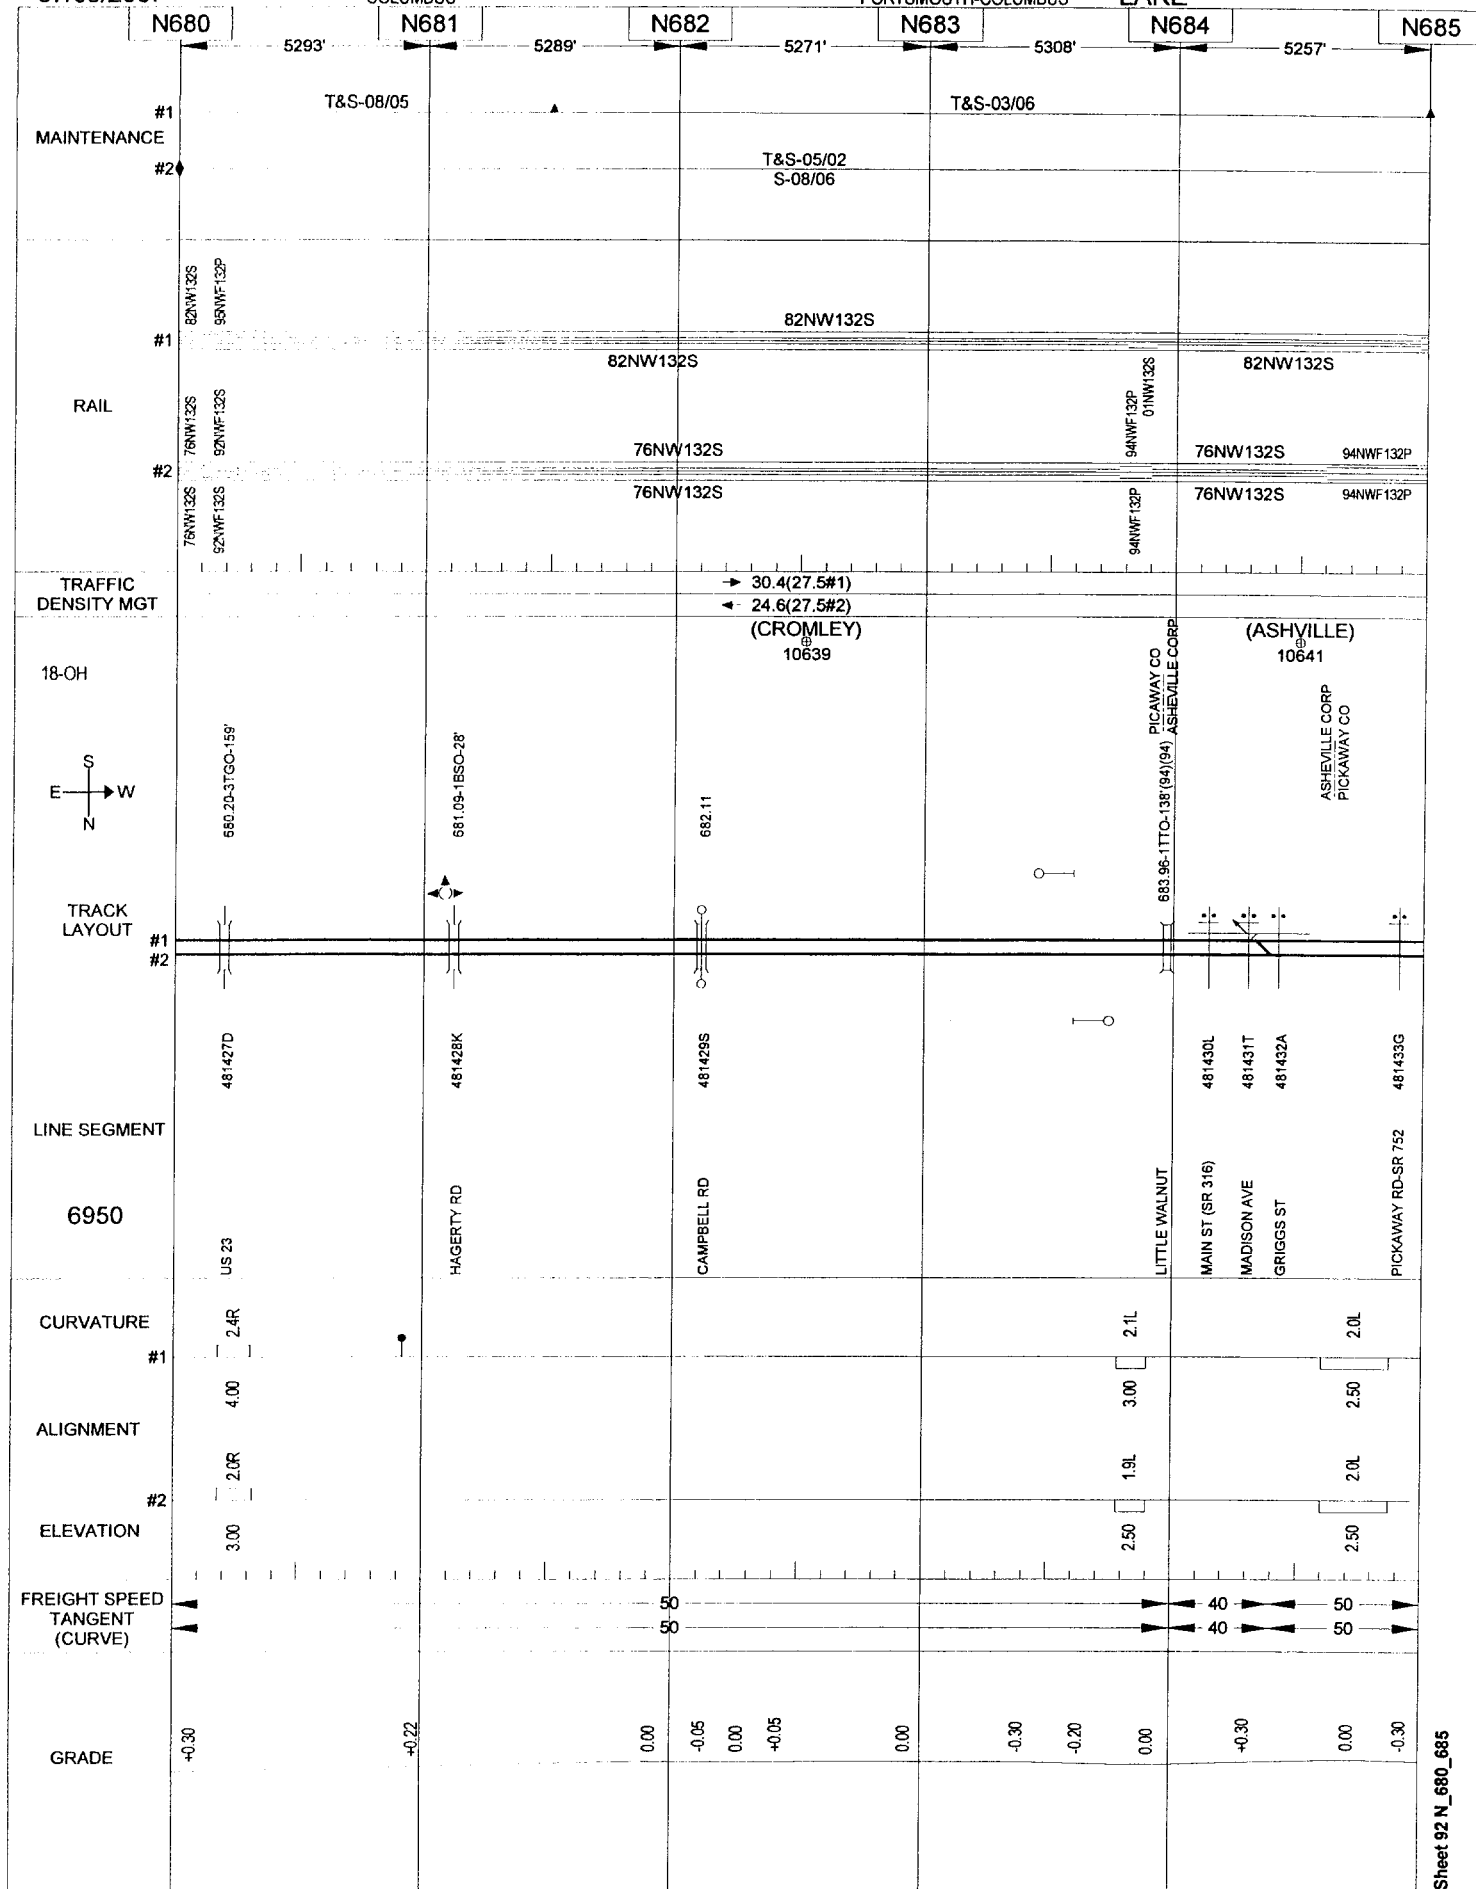 COLUMBUS
PORTSMOUTH-COLUMBUS
LAKE
N680 N681 N682 N683 N684 N685
5293' 5289' 5271' 5308' 5257'
T&S-08/05 T&S-03/06
#1
MAINTENANCE
#2
T&S-05/02
S-08/06
82NW132S
95NWF132P
82NW132S
#1
82NW132S 82NW132S
RAIL
76NW132S
92NWF132S
94NWF132P
01NW132S
76NW132S 76NW132S 94NWF132P
#2
76NW132S 76NW132S 94NWF132P
76NW132S
92NWF132S
94NWF132P
TRAFFIC
DENSITY MGT
30.4(27.5#1)
24.6(27.5#2)
(CROMLEY) (ASHVILLE)
10639 10641
18-OH
PICAWAY CO
ASHEVILLE CORP
ASHEVILLE CORP
PICKAWAY CO
S
E W
N
680.20-3TGO-159'
681.09-1BSO-28'
682.11
683.96-1TTO-138'(94)(94)
TRACK
LAYOUT
#1
#2
481427D
481428K
481429S
481430L
481431T
481432A
481433G
LINE SEGMENT
6950
US 23
HAGERTY RD
CAMPBELL RD
LITTLE WALNUT
MAIN ST (SR 316)
MADISON AVE
GRIGGS ST
PICKAWAY RD-SR 752
CURVATURE
2.4R 2.1L 2.0L
#1
4.00 3.00 2.50
ALIGNMENT
2.0R 1.9L 2.0L
#2
ELEVATION
3.00 2.50 2.50
FREIGHT SPEED
TANGENT
(CURVE)
50 40 50
50 40 50
GRADE
+0.30 +0.22 0.00 -0.05 0.00 +0.05 0.00 -0.30 -0.20 0.00 +0.30 0.00 -0.30
Sheet 92 N_680_685